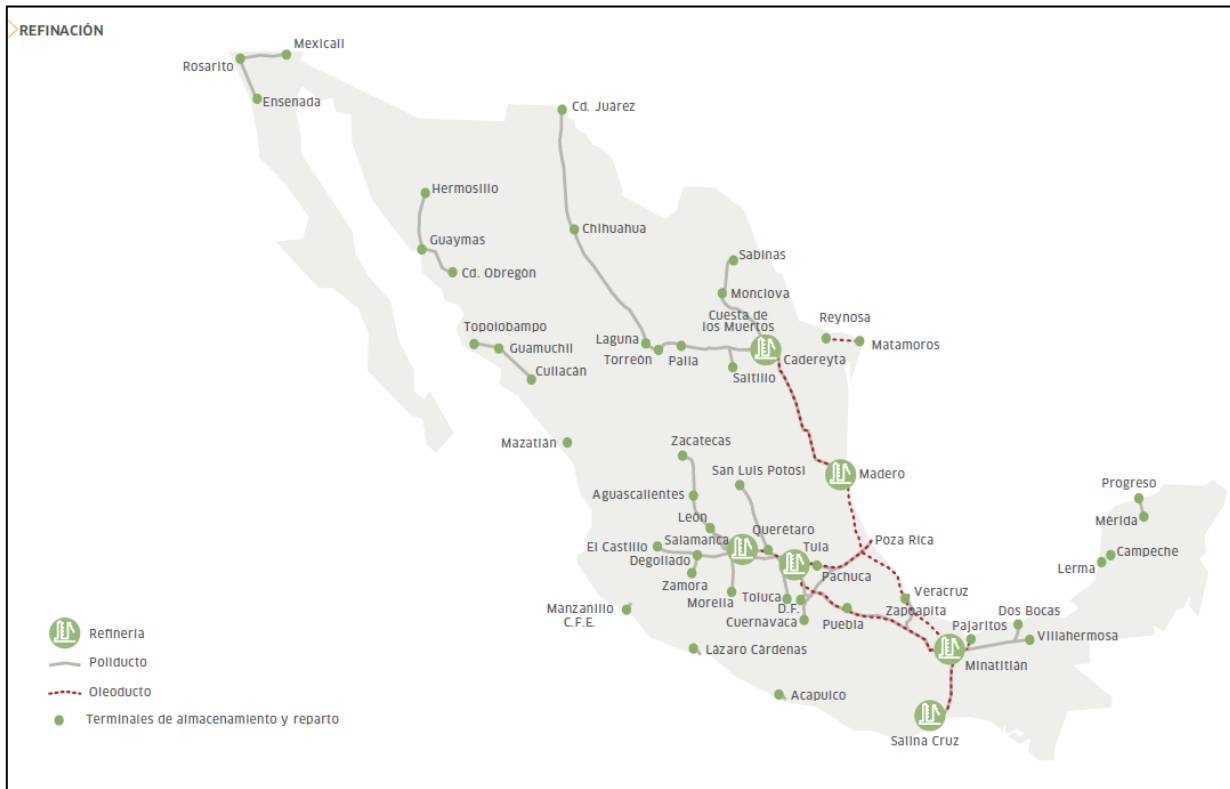 REFINACIÓN
Mexicali
Rosarito
Ensenada
Cd. Juárez
Hermosillo
Chihuahua
Guaymas
Sabinas
Cd. Obregón
Monclova
Cuesta de
los Muertos
Reynosa
Topolobampo
Laguna
Matamoros
Guamuchil
Torreón
Paila
Cadereyta
Culiacán
Saltillo
Mazatlán
Zacatecas
San Luis Potosí
Madero
Progreso
Aguascalientes
Mérida
León
Querétaro
Salamanca
Tula
Poza Rica
El Castillo
Campeche
Degollado
Lerma
Pachuca
Zamora
Morelia
Toluca
Veracruz
D.F.
Zapoapita
Manzanillo
C.F.E.
Dos Bocas
Cuernavaca
Puebla
Pajaritos
Villahermosa
Refinería
Lázaro Cárdenas
Minatitlán
Poliducto
Oleoducto
Acapulco
Terminales de almacenamiento y reparto
Salina Cruz